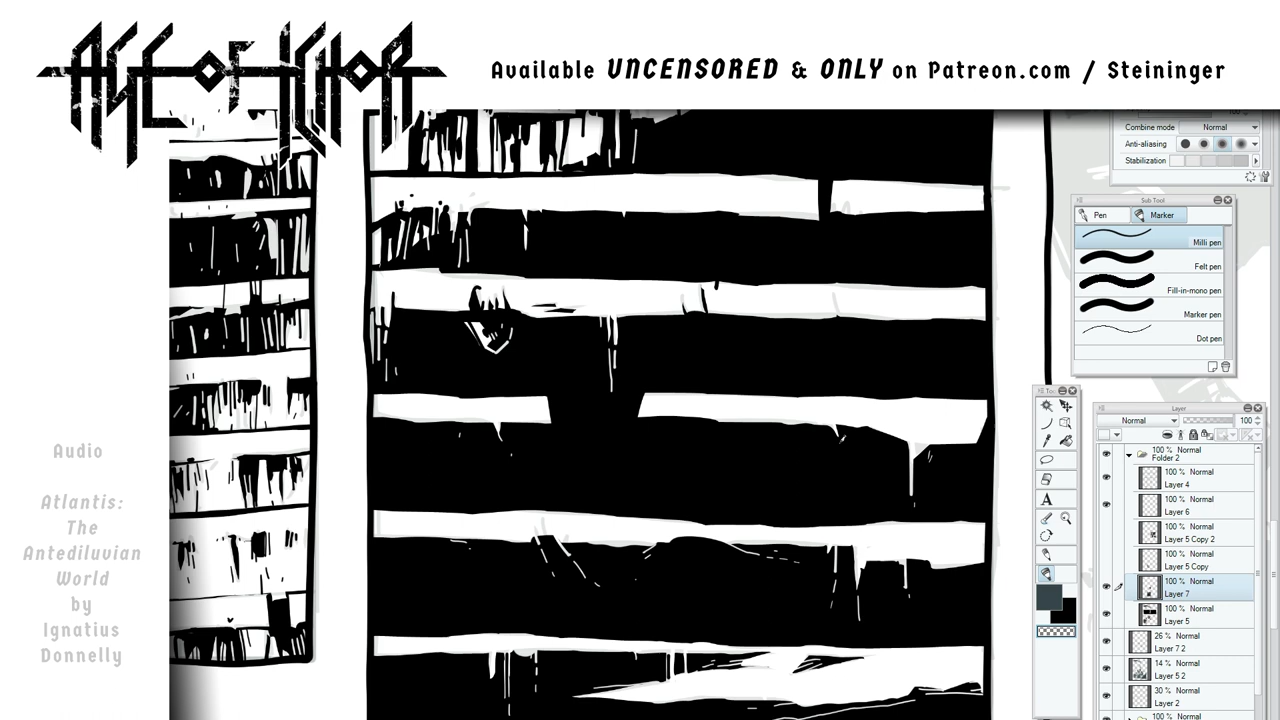 AGE OF ICHOR
Available UNCENSORED & ONLY on Patreon.com / Steininger
Combine mode Normal
Anti-aliasing
Stabilization
Sub Tool
Pen Marker
Milli pen
Felt pen
Fill-in-mono pen
Marker pen
Dot pen
Layer
Normal 100
100 % Normal
Folder 2
100 % Normal
Layer 4
100 % Normal
Layer 6
100 % Normal
Layer 5 Copy 2
100 % Normal
Layer 5 Copy
100 % Normal
Layer 7
100 % Normal
Layer 5
26 % Normal
Layer 7 2
14 % Normal
Layer 5 2
30 % Normal
Layer 2
100 % Normal
A
Audio
Atlantis:
The
Antediluvian
World
by
Ignatius
Donnelly